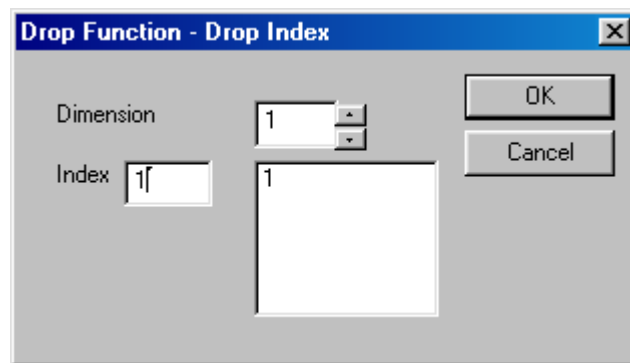 Drop Function - Drop Index
Dimension
1
OK
Cancel
Index
1
1